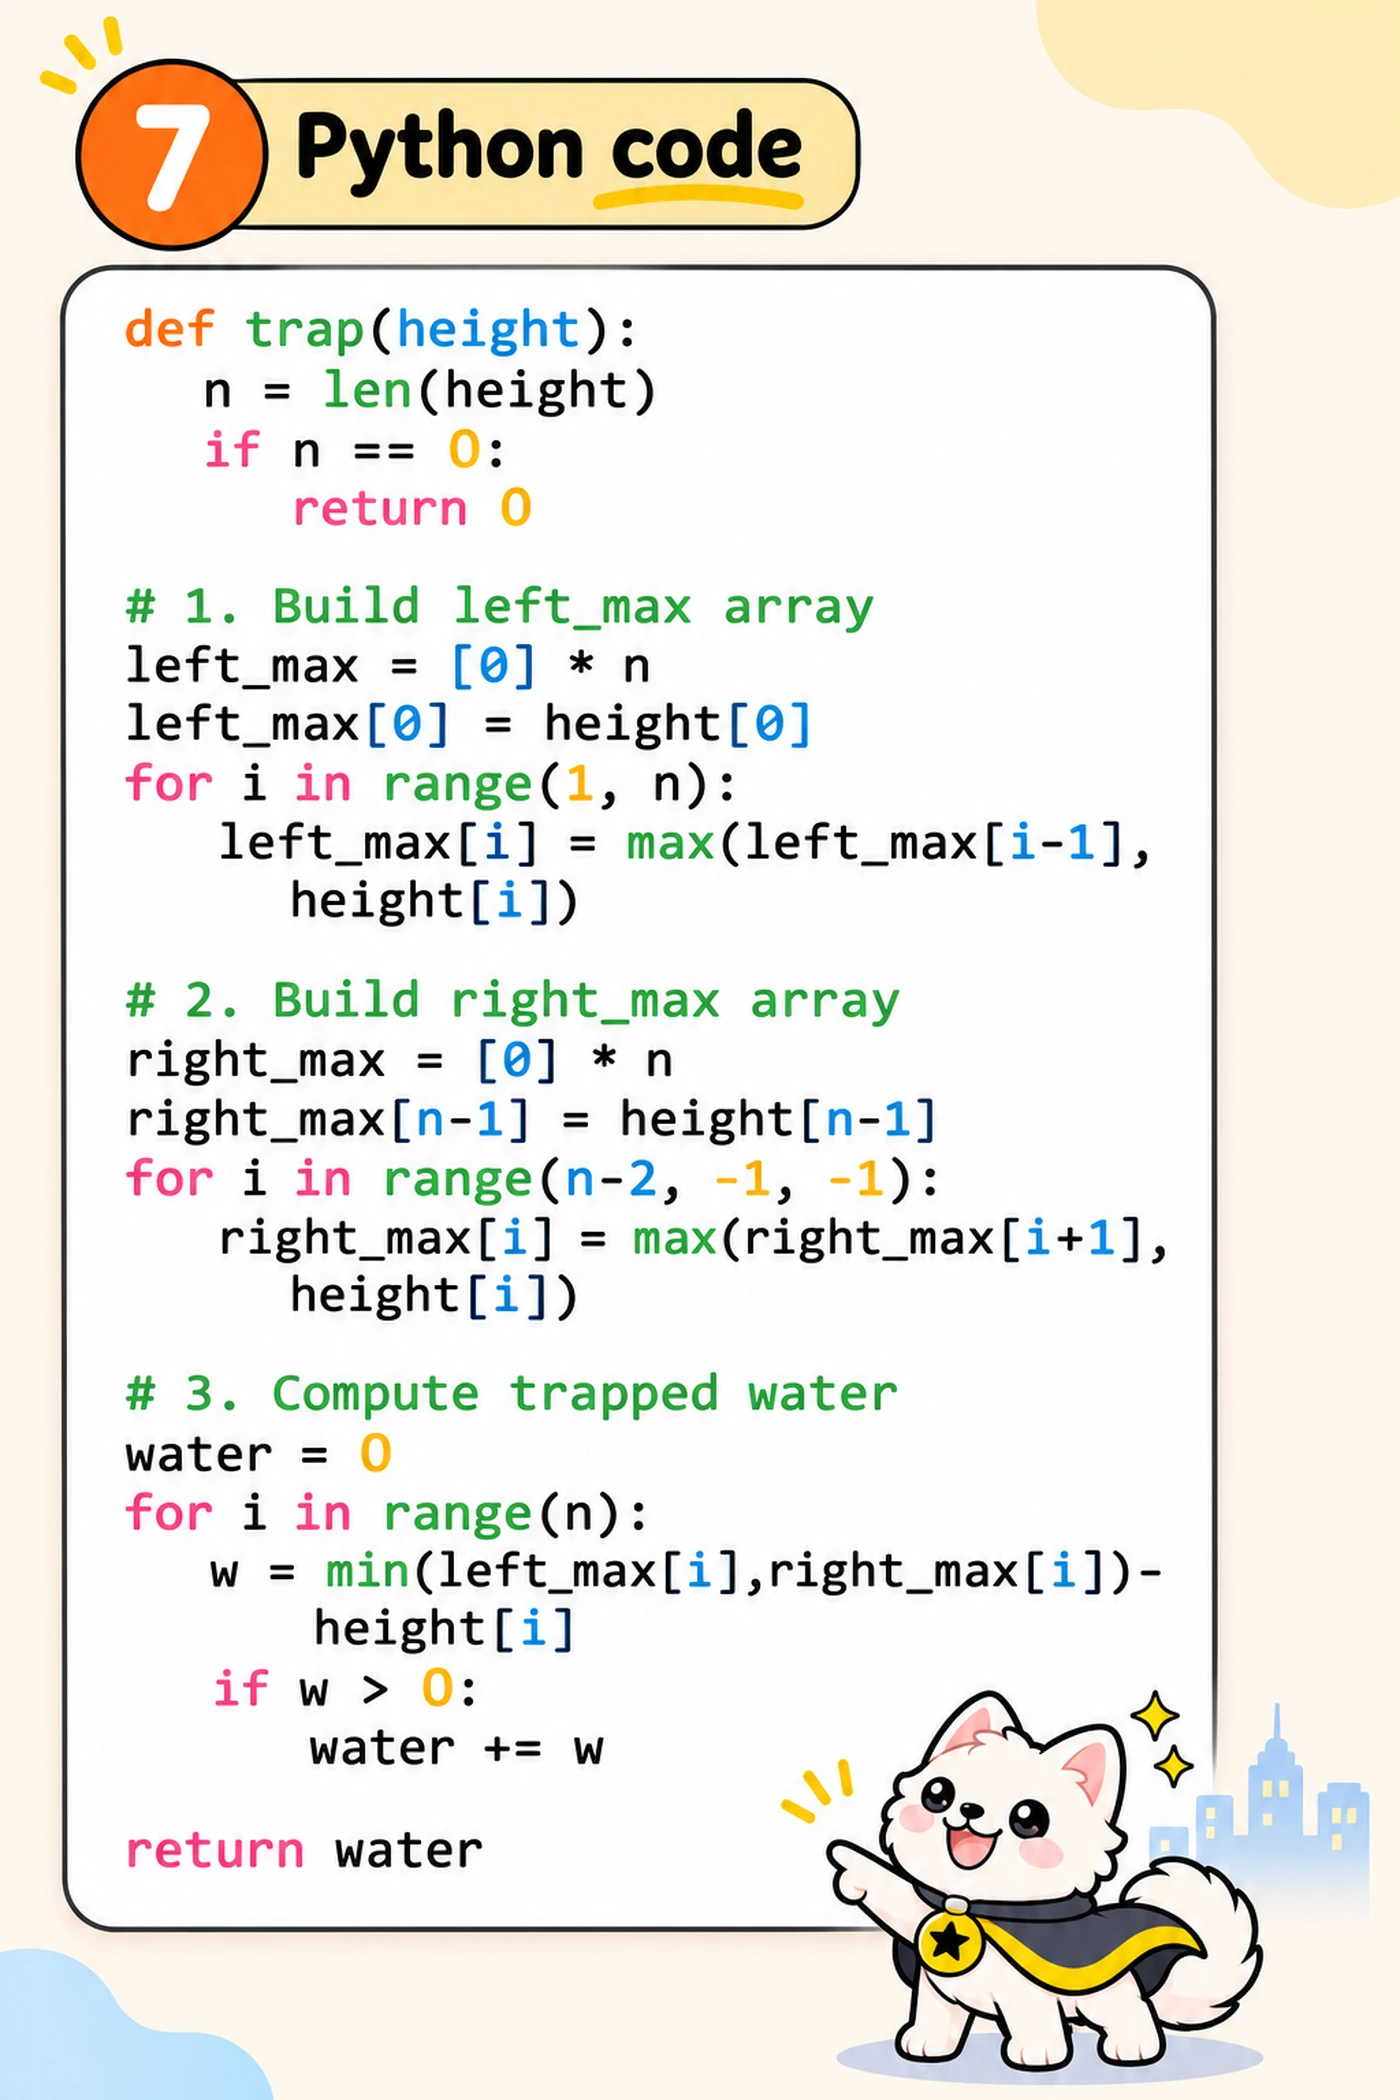 7
Python code
def trap(height):
    n = len(height)
    if n == 0:
        return 0

# 1. Build left_max array
left_max = [0] * n
left_max[0] = height[0]
for i in range(1, n):
    left_max[i] = max(left_max[i-1],
        height[i])

# 2. Build right_max array
right_max = [0] * n
right_max[n-1] = height[n-1]
for i in range(n-2, -1, -1):
    right_max[i] = max(right_max[i+1],
        height[i])

# 3. Compute trapped water
water = 0
for i in range(n):
    w = min(left_max[i],right_max[i])-
        height[i]
    if w > 0:
        water += w

return water